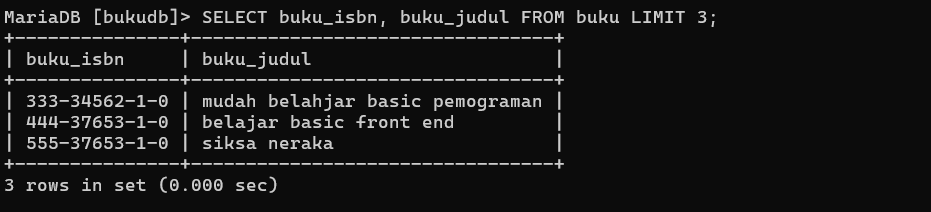 MariaDB [bukudb]> SELECT buku_isbn, buku_judul FROM buku LIMIT 3;
+---------------+--------------------------------+
| buku_isbn     | buku_judul                     |
+---------------+--------------------------------+
| 333-34562-1-0 | mudah belahjar basic pemograman |
| 444-37653-1-0 | belajar basic front end        |
| 555-37653-1-0 | siksa neraka                   |
+---------------+--------------------------------+
3 rows in set (0.000 sec)